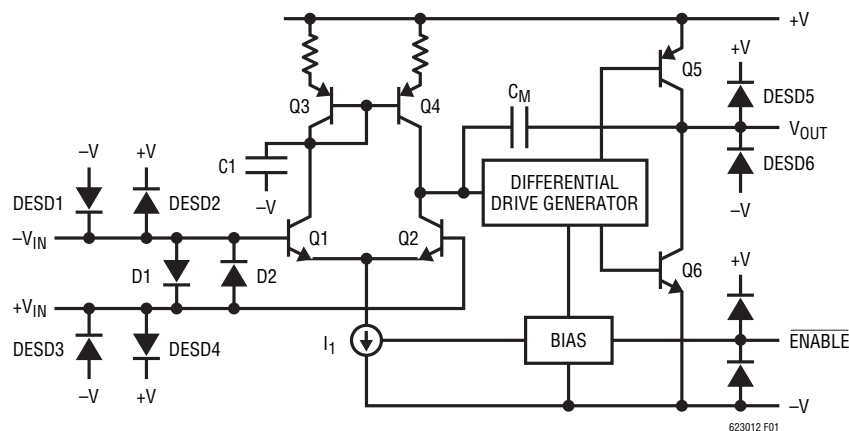 +V
Q3
Q4
Q5
+V
DESD5
CM
VOUT
C1
–V
DIFFERENTIAL
DRIVE GENERATOR
DESD6
–V
–V
+V
DESD1
DESD2
–VIN
Q1
Q2
+V
D1
D2
Q6
+VIN
DESD3
DESD4
I1
BIAS
ENABLE
–V
+V
–V
623012 F01